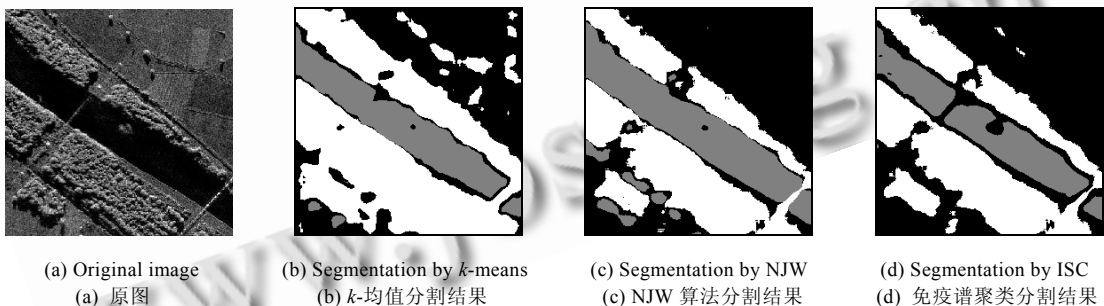 (a) Original image (b) Segmentation by k-means (c) Segmentation by NJW (d) Segmentation by ISC
(a) 原图 (b) k-均值分割结果 (c) NJW 算法分割结果 (d) 免疫谱聚类分割结果